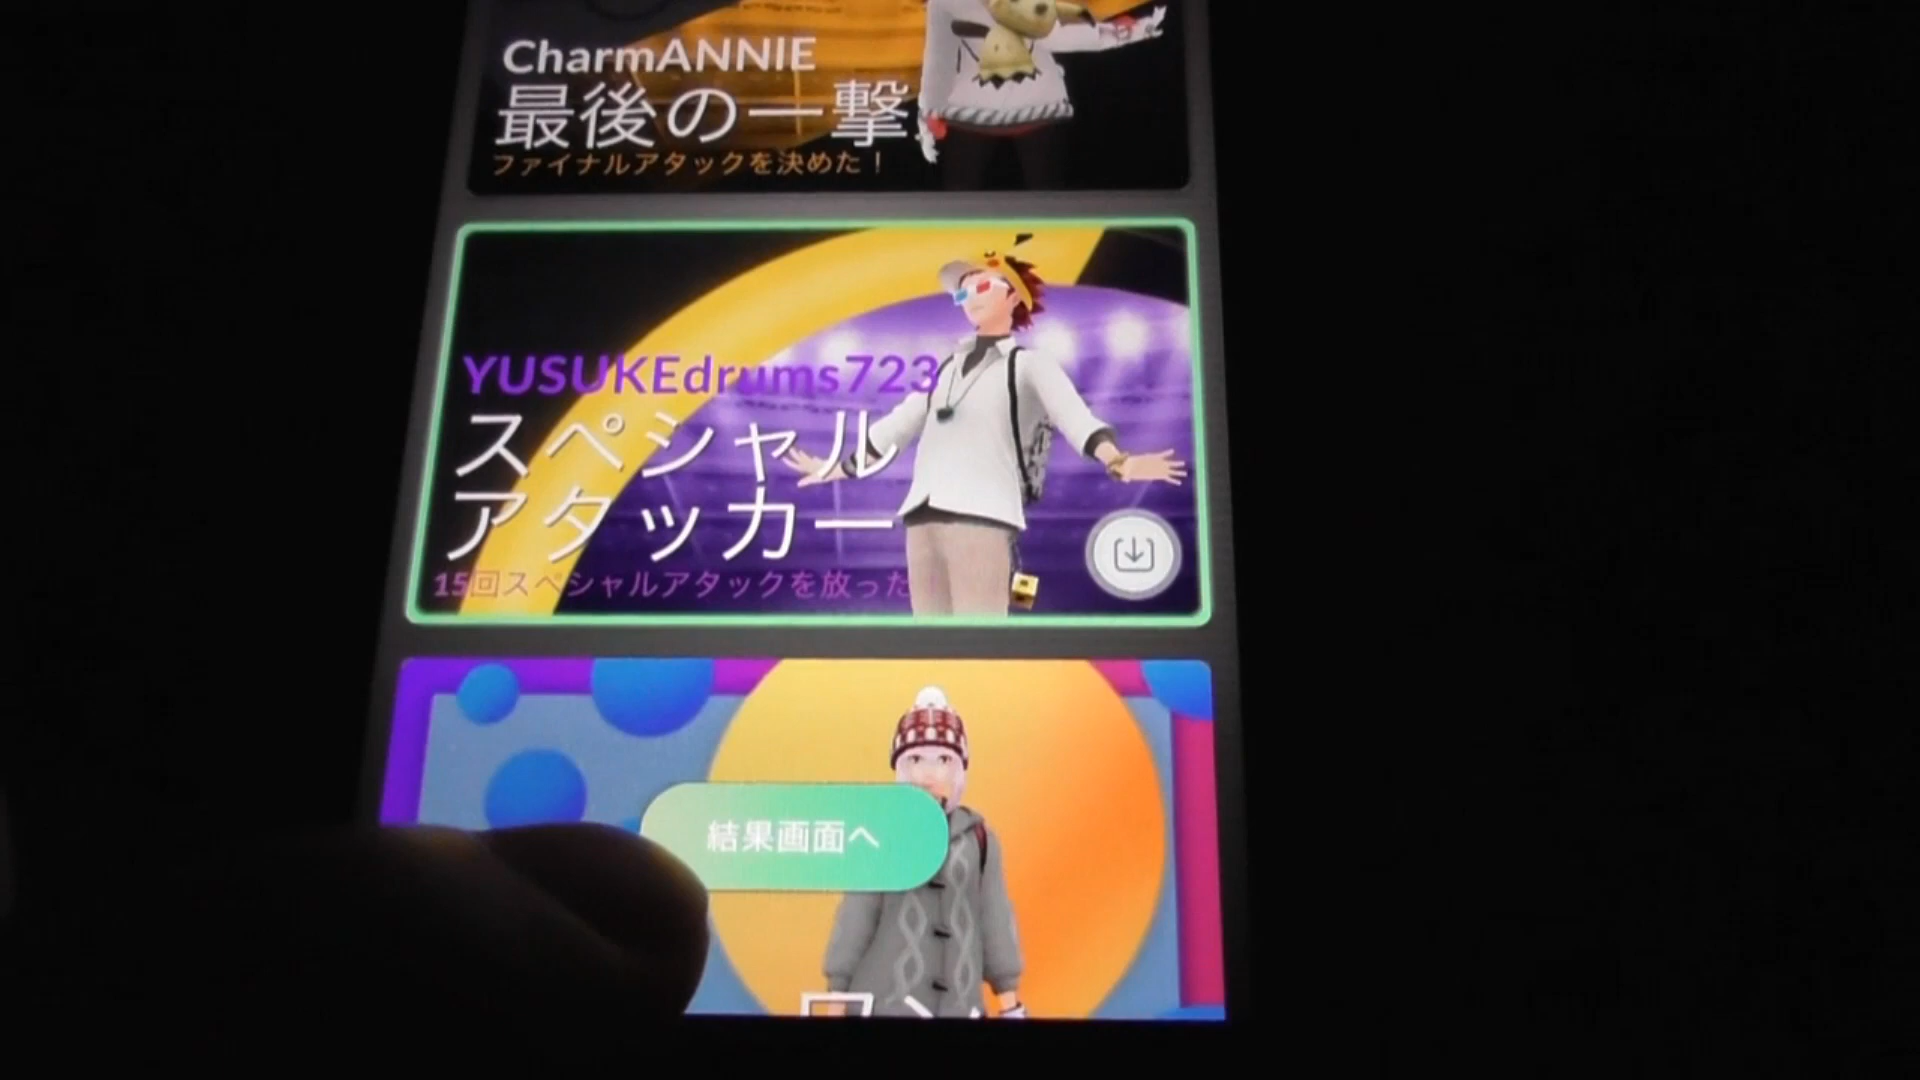 CharmANNIE
最後の一撃
ファイナルアタックを決めた！
YUSUKEdrums723
スペシャル
アタッカー
15回スペシャルアタックを放った
結果画面へ